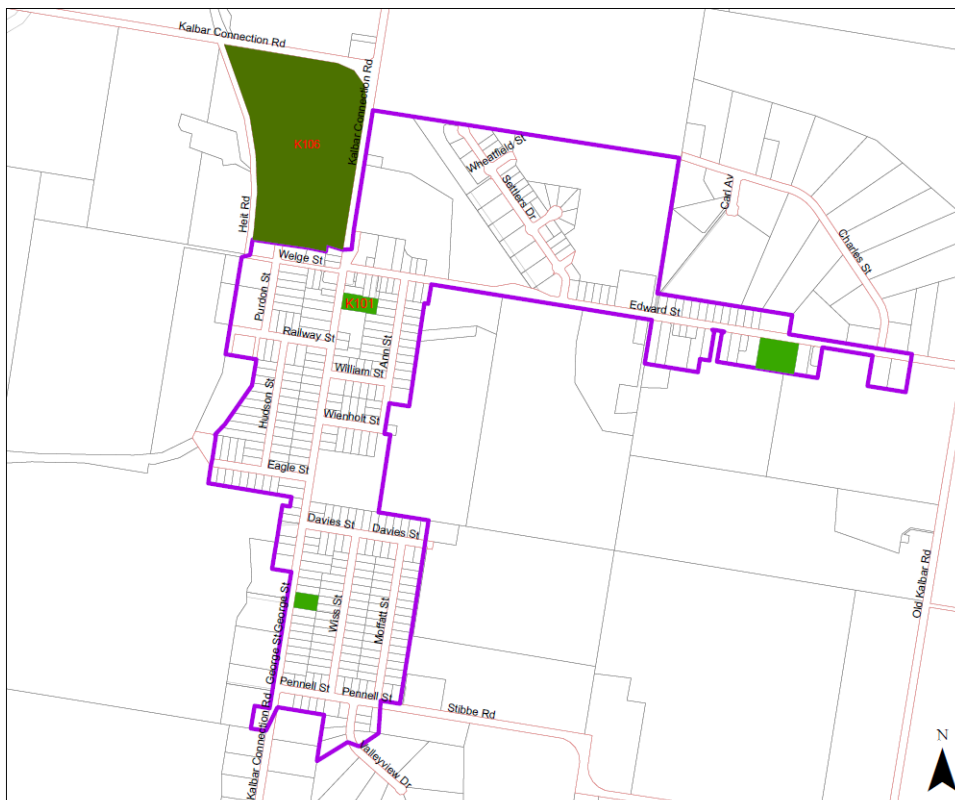 Kalbar Connection Rd
Kalbar Connection Rd
Wheatfield St
Settlers Dr
Carl Av
Heit Rd
Charles St
Welge St
Purdon St
K101
Edward St
Railway St
Ann St
William St
Hudson St
Wienholt St
Eagle St
Davies St
Davies St
Old Kalbar Rd
George St
Wiss St
Moffatt St
George St
Pennell St
Pennell St
Stibbe Rd
Kalbar Connection Rd
Valleyview Dr
N